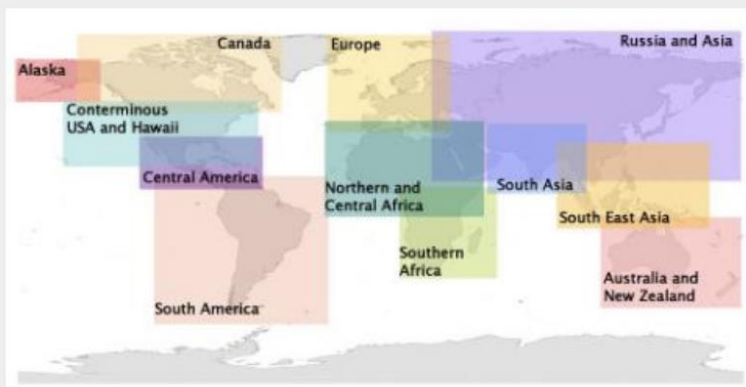 Canada
Europe
Russia and Asia
Alaska
Conterminous
USA and Hawaii
Central America
Northern and
Central Africa
South Asia
South East Asia
Southern
Africa
Australia and
New Zealand
South America